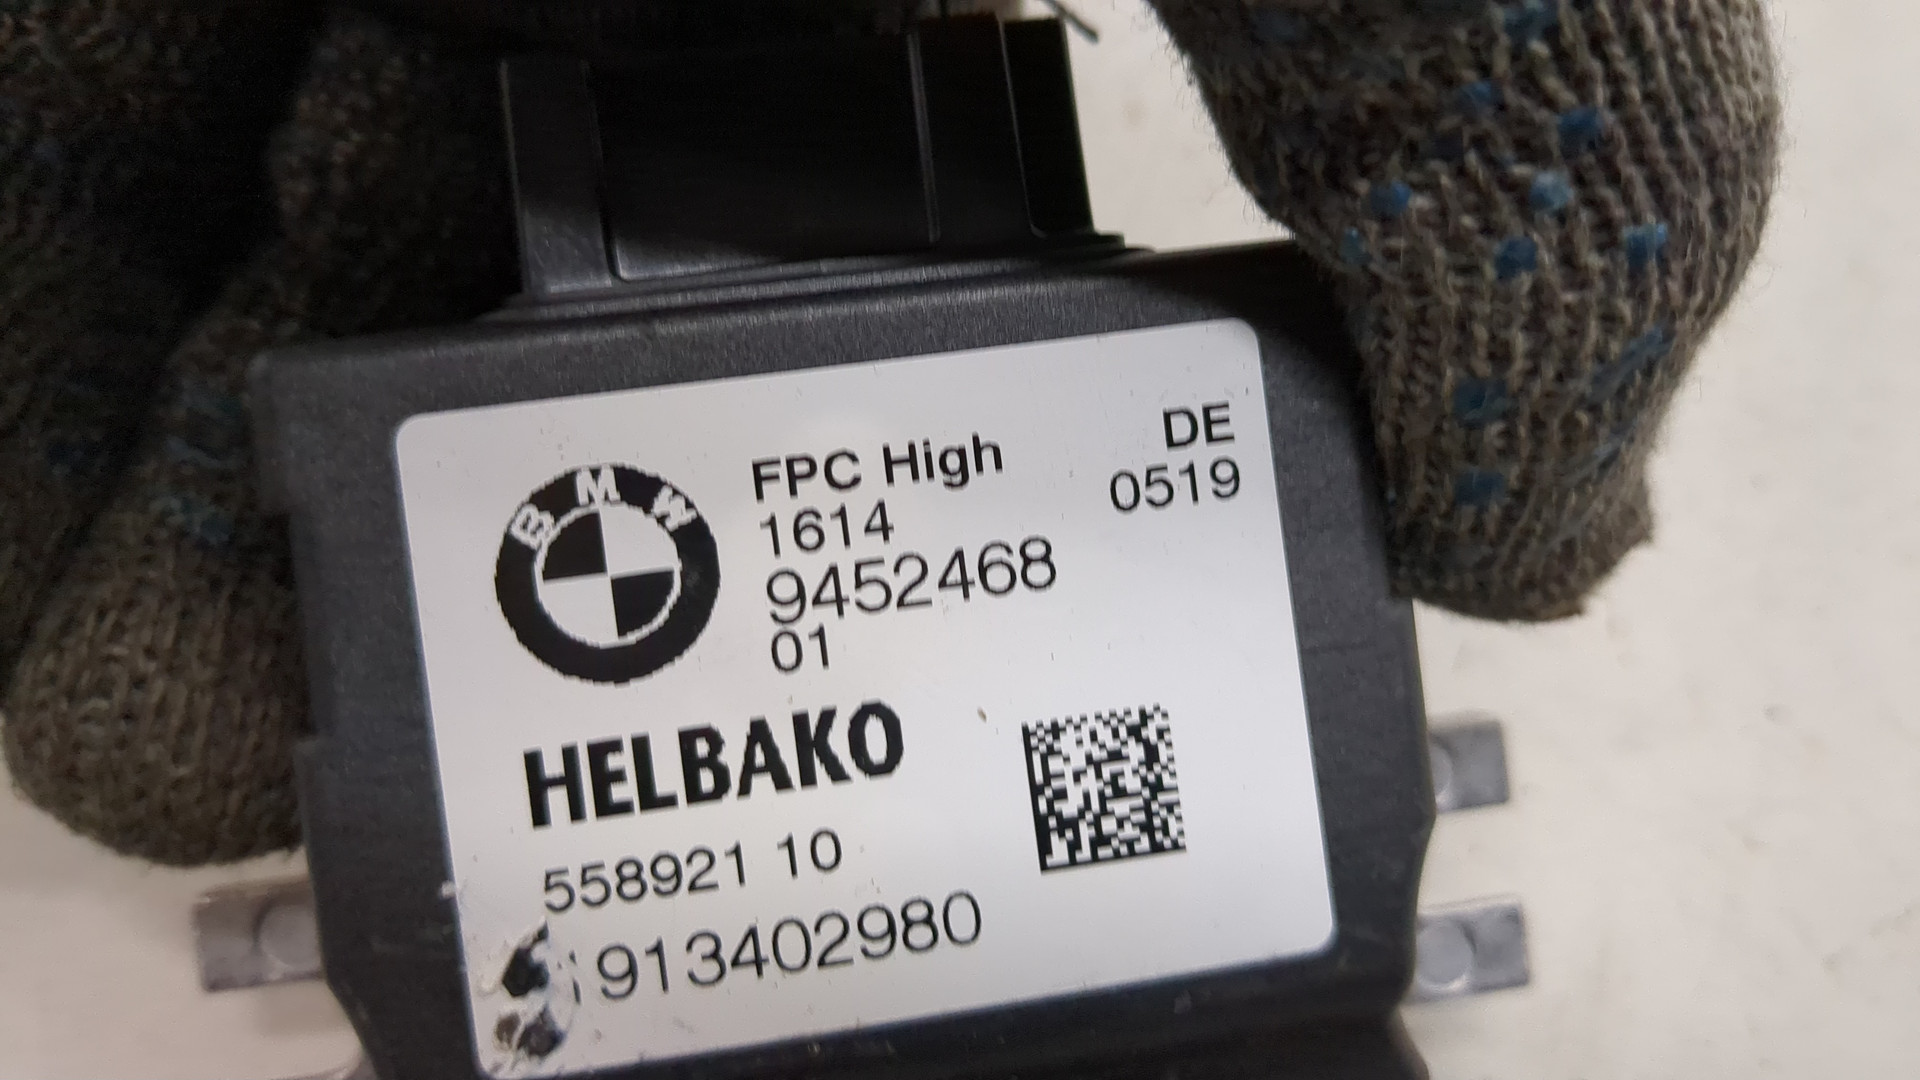 BMW
FPC High
DE
1614
0519
9452468
01
HELBAKO
558921 10
913402980